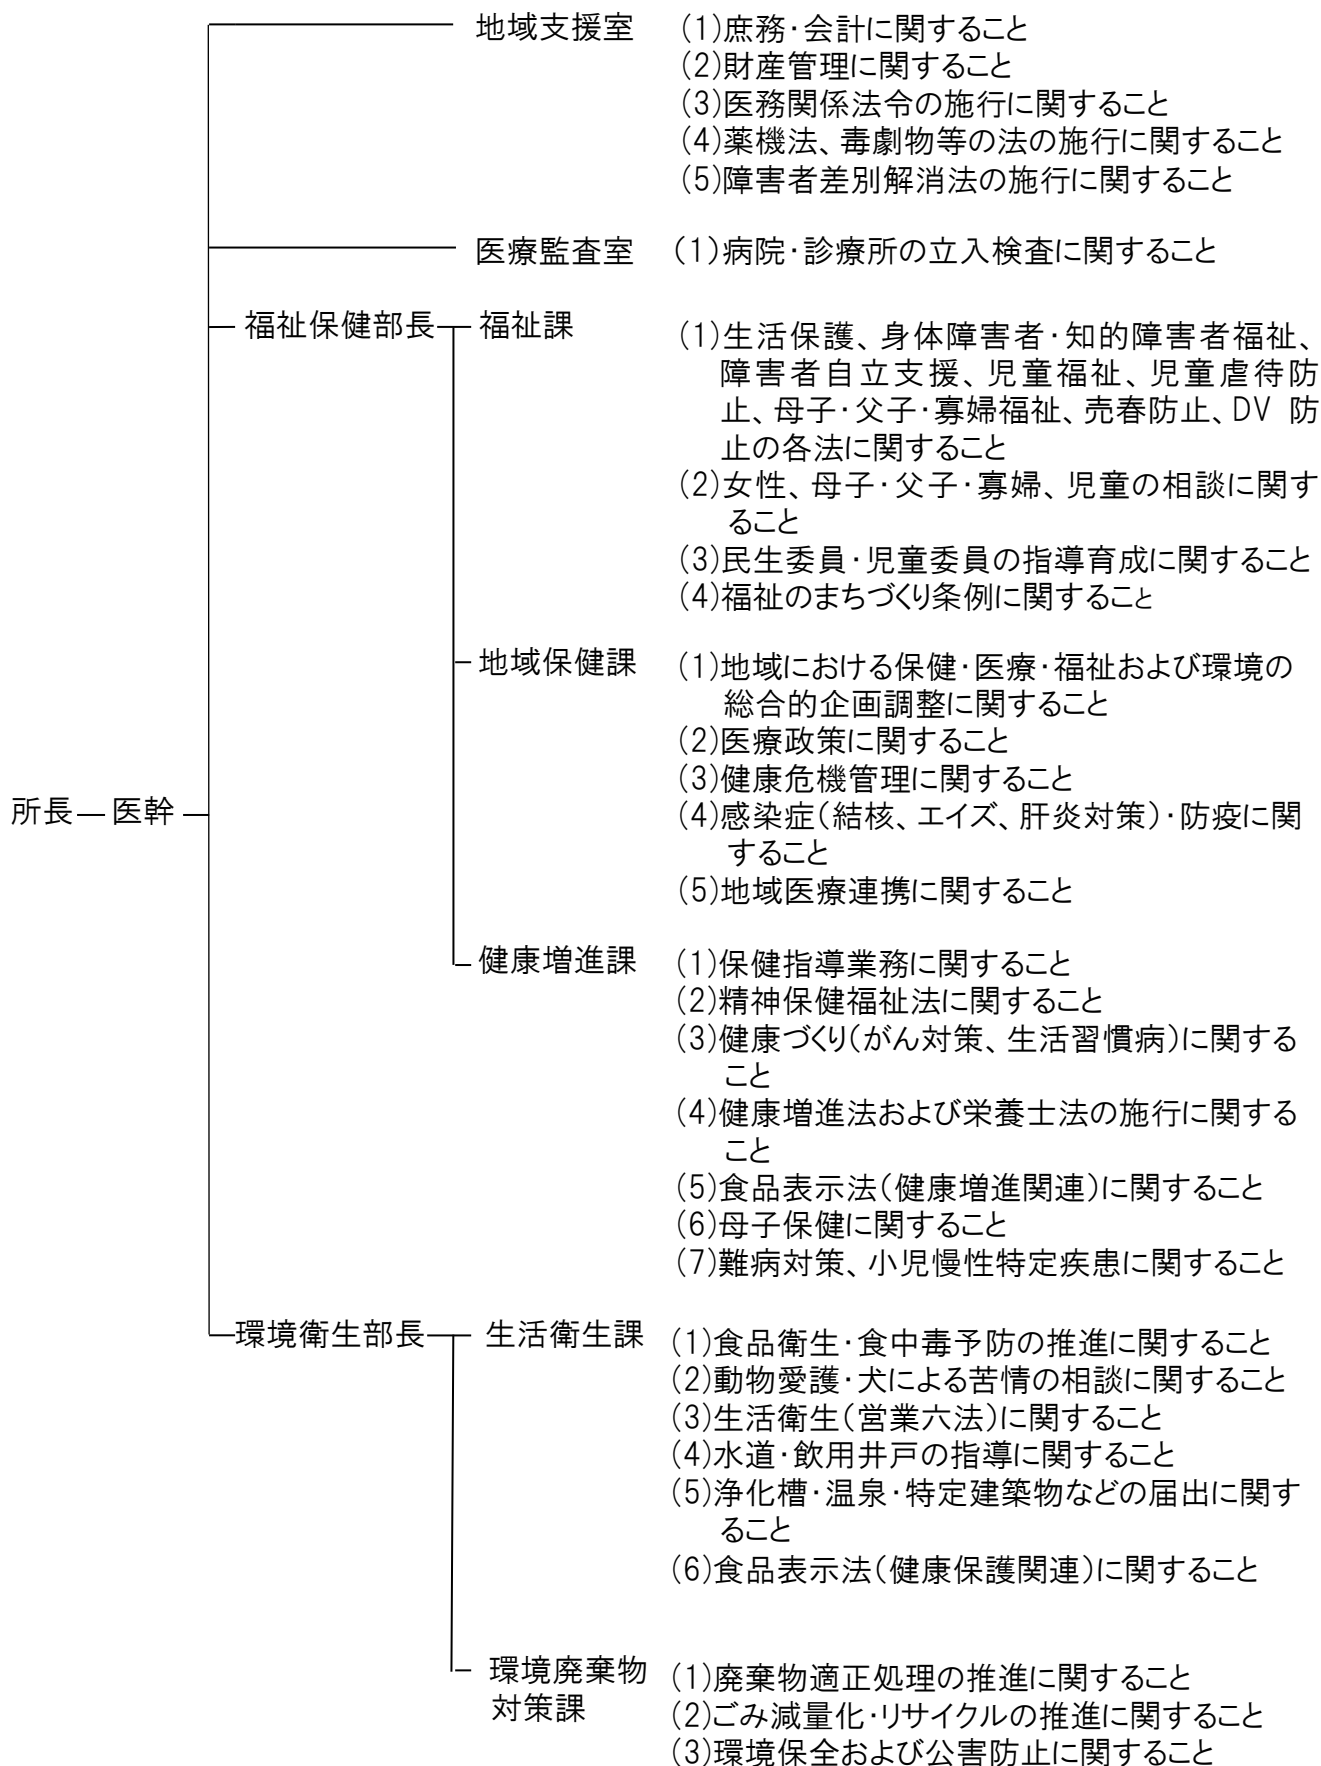 地域支援室 (1)庶務・会計に関すること
(2)財産管理に関すること
(3)医務関係法令の施行に関すること
(4)薬機法、毒劇物等の法の施行に関すること
(5)障害者差別解消法の施行に関すること
医療監査室 (1)病院・診療所の立入検査に関すること
福祉保健部長 福祉課 (1)生活保護、身体障害者・知的障害者福祉、
障害者自立支援、児童福祉、児童虐待防
止、母子・父子・寡婦福祉、売春防止、DV 防
止の各法に関すること
(2)女性、母子・父子・寡婦、児童の相談に関す
ること
(3)民生委員・児童委員の指導育成に関すること
(4)福祉のまちづくり条例に関すること
地域保健課 (1)地域における保健・医療・福祉および環境の
総合的企画調整に関すること
(2)医療政策に関すること
(3)健康危機管理に関すること
所長 医幹 (4)感染症(結核、エイズ、肝炎対策)・防疫に関
すること
(5)地域医療連携に関すること
健康増進課 (1)保健指導業務に関すること
(2)精神保健福祉法に関すること
(3)健康づくり(がん対策、生活習慣病)に関する
こと
(4)健康増進法および栄養士法の施行に関する
こと
(5)食品表示法(健康増進関連)に関すること
(6)母子保健に関すること
(7)難病対策、小児慢性特定疾患に関すること
環境衛生部長 生活衛生課 (1)食品衛生・食中毒予防の推進に関すること
(2)動物愛護・犬による苦情の相談に関すること
(3)生活衛生(営業六法)に関すること
(4)水道・飲用井戸の指導に関すること
(5)浄化槽・温泉・特定建築物などの届出に関す
ること
(6)食品表示法(健康保護関連)に関すること
環境廃棄物 (1)廃棄物適正処理の推進に関すること
対策課 (2)ごみ減量化・リサイクルの推進に関すること
(3)環境保全および公害防止に関すること